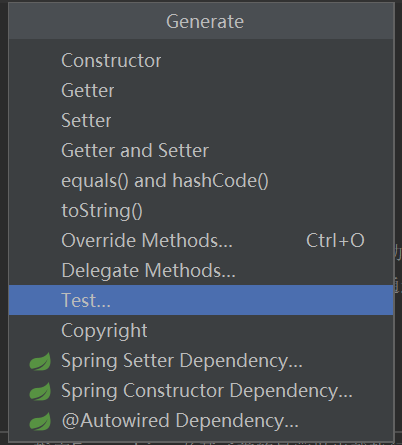 Generate
Constructor
Getter
Setter
Getter and Setter
equals() and hashCode()
toString()
Override Methods... Ctrl+O
Delegate Methods...
Test...
Copyright
Spring Setter Dependency...
Spring Constructor Dependency...
@Autowired Dependency...